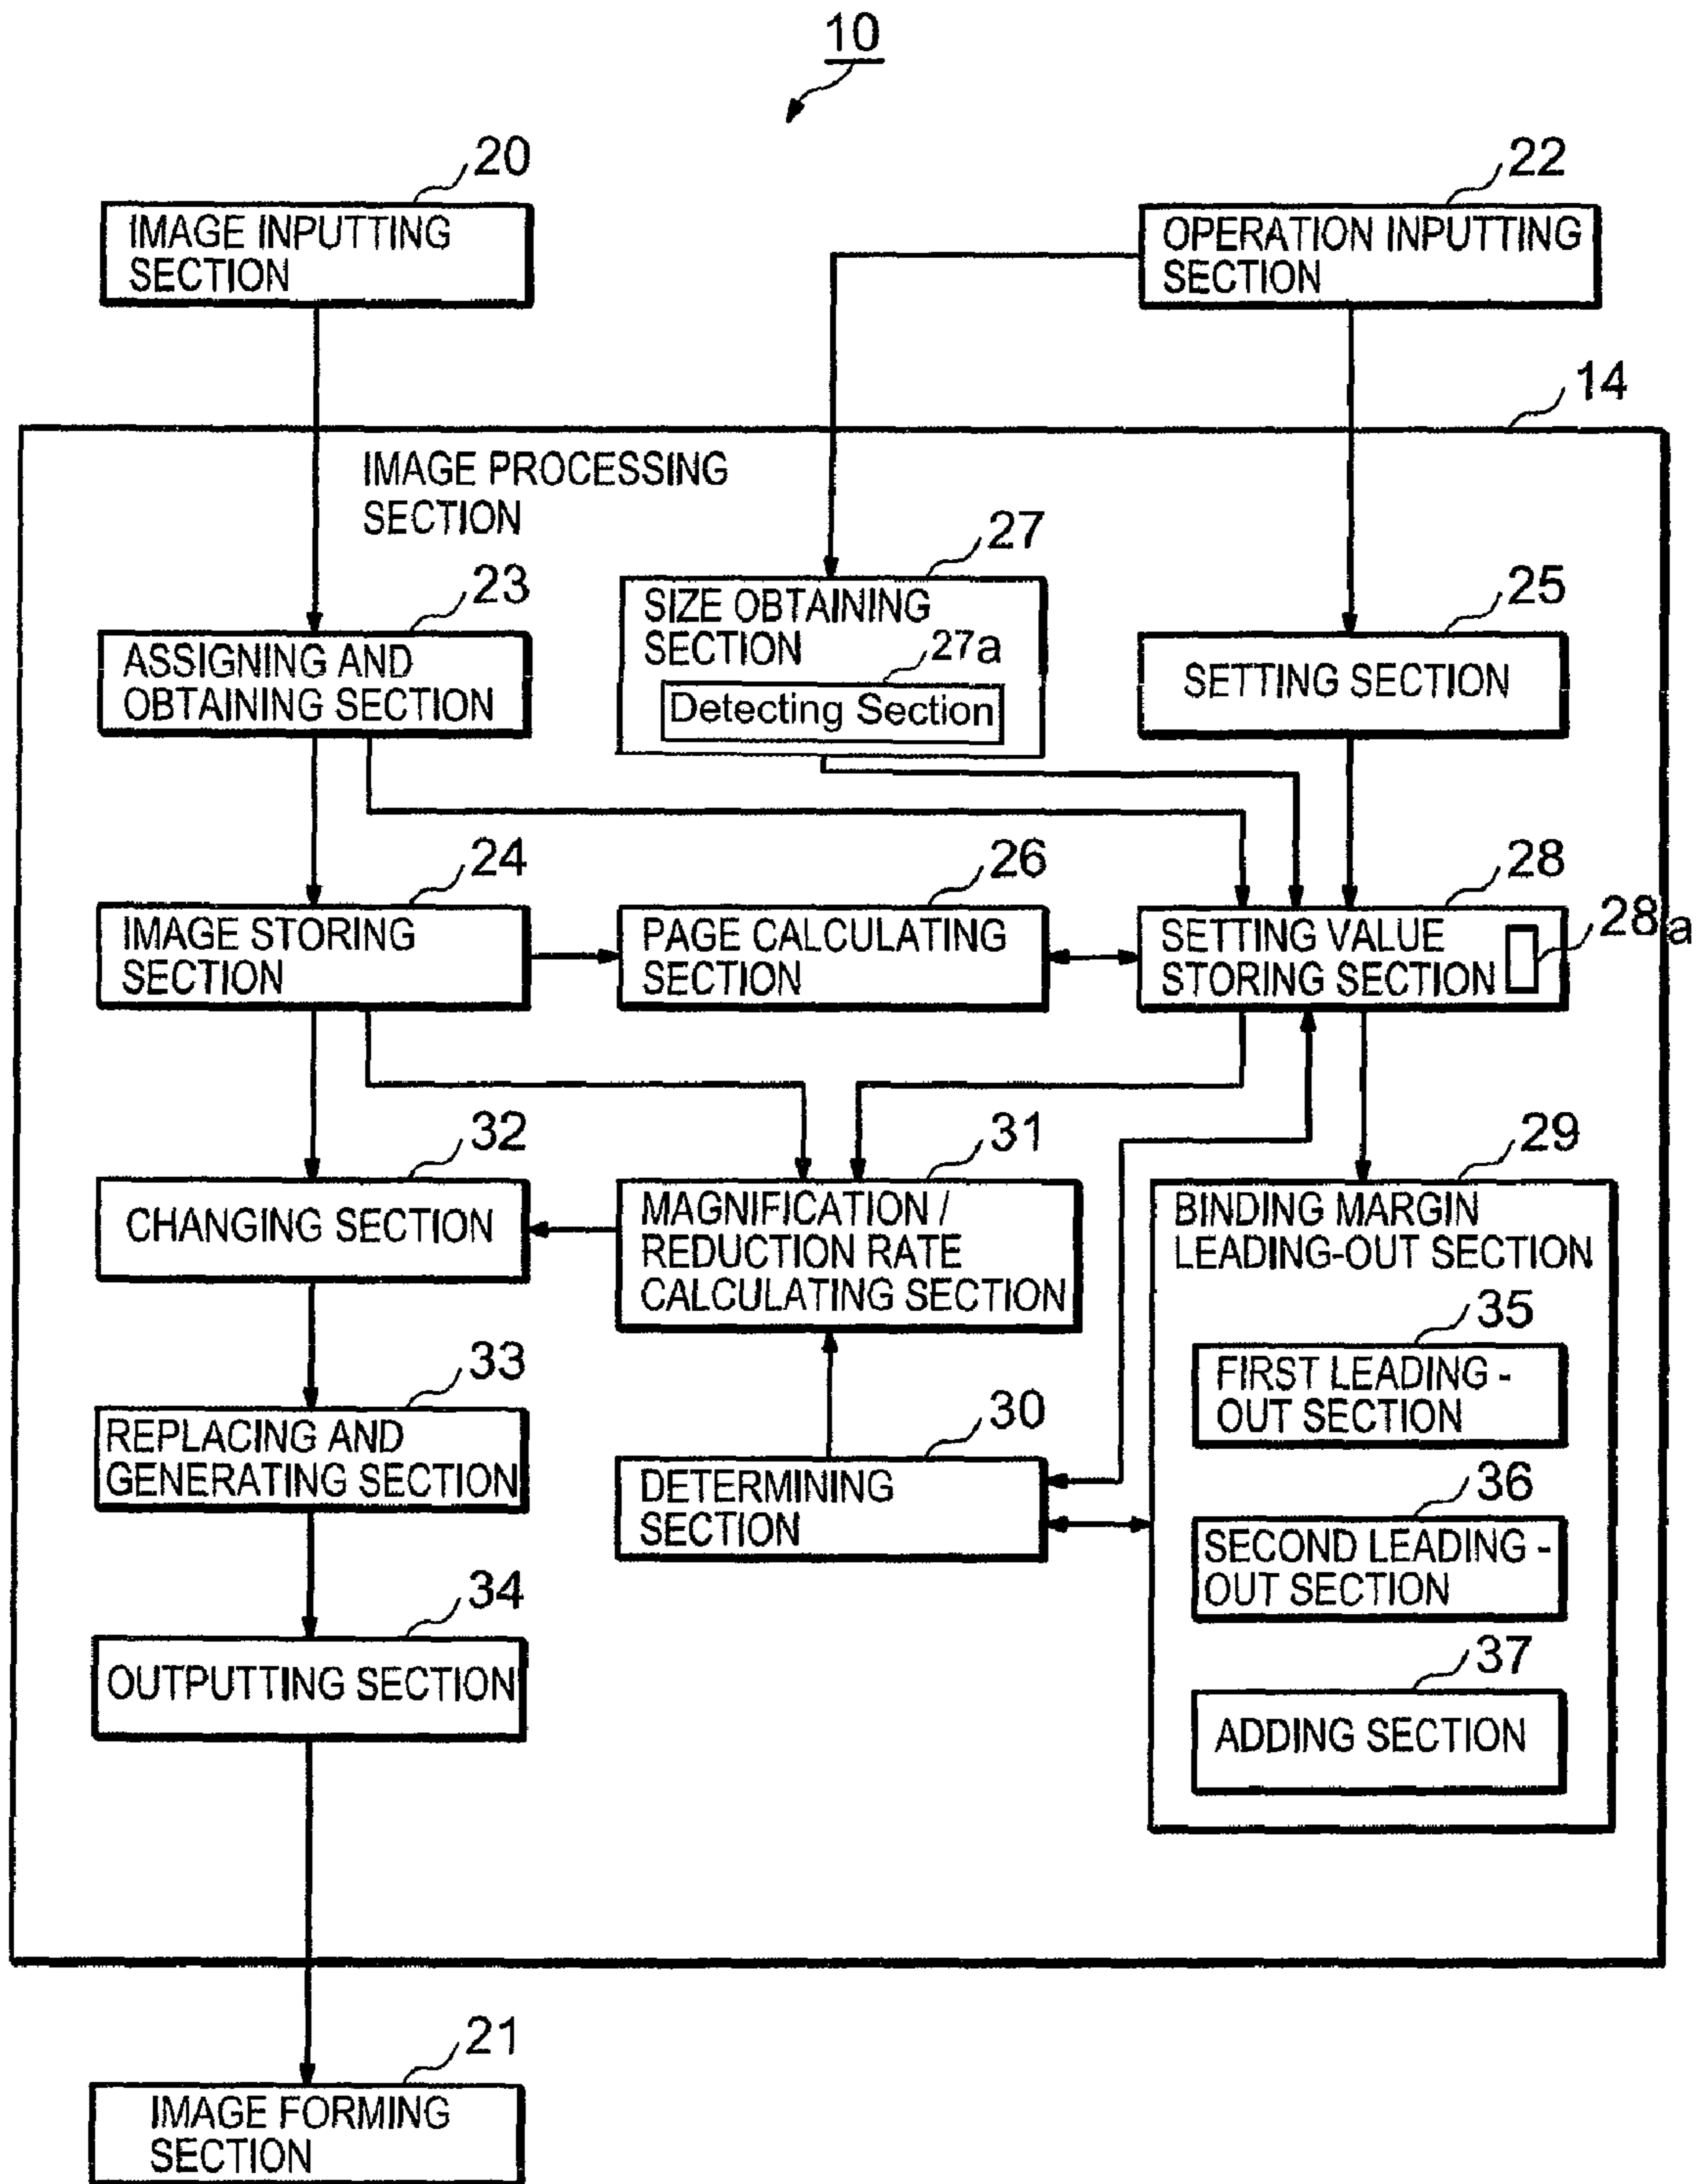 10
20
IMAGE INPUTTING
SECTION
22
OPERATION INPUTTING
SECTION
14
IMAGE PROCESSING
SECTION
23
ASSIGNING AND
OBTAINING SECTION
27
SIZE OBTAINING
SECTION
27a
Detecting Section
25
SETTING SECTION
24
IMAGE STORING
SECTION
26
PAGE CALCULATING
SECTION
28
SETTING VALUE
STORING SECTION
28a
32
CHANGING SECTION
31
MAGNIFICATION /
REDUCTION RATE
CALCULATING SECTION
29
BINDING MARGIN
LEADING-OUT SECTION
35
FIRST LEADING -
OUT SECTION
33
REPLACING AND
GENERATING SECTION
30
DETERMINING
SECTION
36
SECOND LEADING -
OUT SECTION
34
OUTPUTTING SECTION
37
ADDING SECTION
21
IMAGE FORMING
SECTION